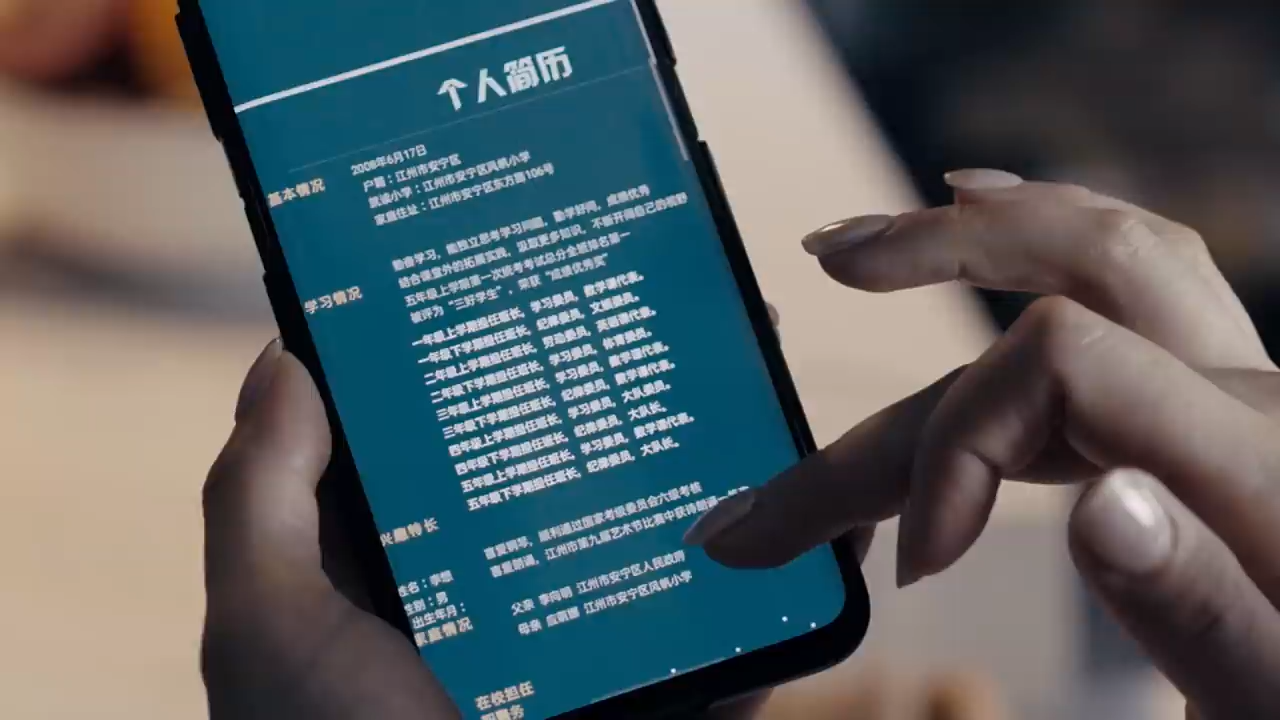 个人简历
2008年6月17日
基本情况
户籍：江州市安宁区
就读小学：江州市安宁区风帆小学
家庭住址：江州市安宁区东方路106号
学习情况
勤奋学习，能独立思考学习问题，勤学好问，成绩优秀
结合课堂外的拓展实践，汲取更多知识，不断开阔自己的视野
五年级上学期第一次统考考试总分全班排名第一
被评为“三好学生”，荣获“成绩优秀奖”
一年级上学期担任班长，学习委员，数学课代表。
一年级下学期担任班长，纪律委员，文娱委员。
二年级上学期担任班长，劳动委员，英语课代表。
二年级下学期担任班长，学习委员，体育委员。
三年级上学期担任班长，学习委员，数学课代表。
三年级下学期担任班长，纪律委员，数学课代表。
四年级上学期担任班长，学习委员，大队委员。
四年级下学期担任班长，纪律委员，大队长。
五年级上学期担任班长，学习委员，数学课代表。
五年级下学期担任班长，纪律委员，大队长。
兴趣特长
喜爱钢琴，顺利通过国家考级委员会六级考核
喜爱朗诵，江州市第九届艺术节比赛中获诗朗诵一
姓名：李想
性别：男
出生年月：
家庭情况
父亲 李向明 江州市安宁区人民政府
母亲 应丽娜 江州市安宁区风帆小学
在校担任
职务